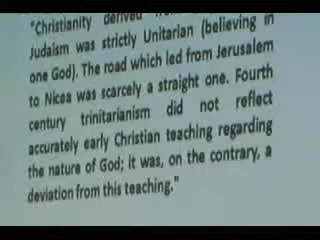 "Christianity derived from
Judaism was strictly Unitarian (believing in
one God). The road which led from Jerusalem
to Nicea was scarcely a straight one. Fourth
century trinitarianism did not reflect
accurately early Christian teaching regarding
the nature of God; it was, on the contrary, a
deviation from this teaching."